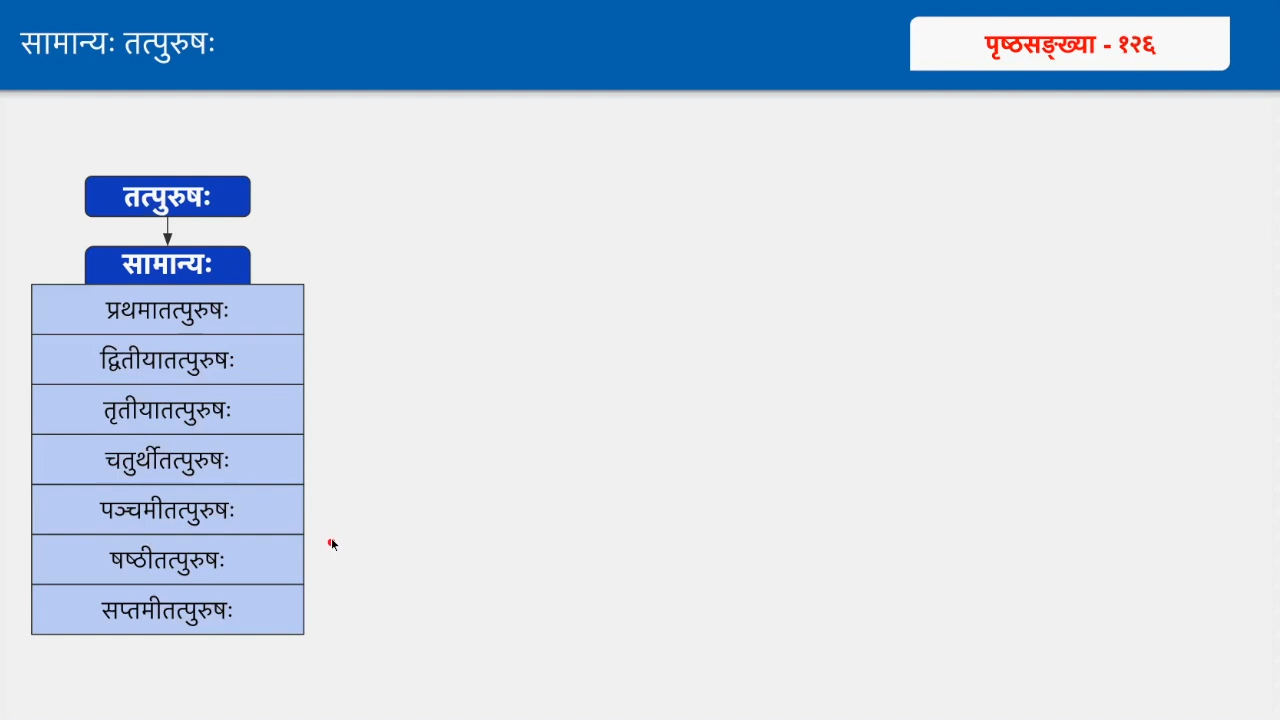 सामान्यः तत्पुरुषः
पृष्ठसङ्ख्या - १२६
तत्पुरुषः
सामान्यः
प्रथमातत्पुरुषः
द्वितीयातत्पुरुषः
तृतीयातत्पुरुषः
चतुर्थीतत्पुरुषः
पञ्चमीतत्पुरुषः
षष्ठीतत्पुरुषः
सप्तमीतत्पुरुषः